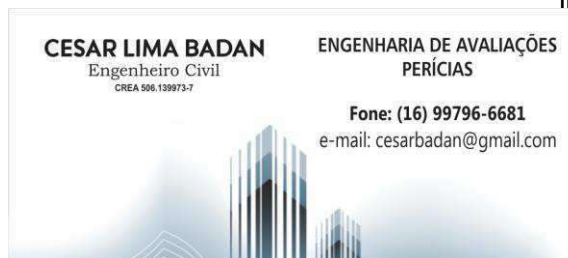 CESAR LIMA BADAN
Engenheiro Civil
CREA 506.139973-7
ENGENHARIA DE AVALIAÇÕES
PERÍCIAS
Fone: (16) 99796-6681
e-mail: cesarbadan@gmail.com